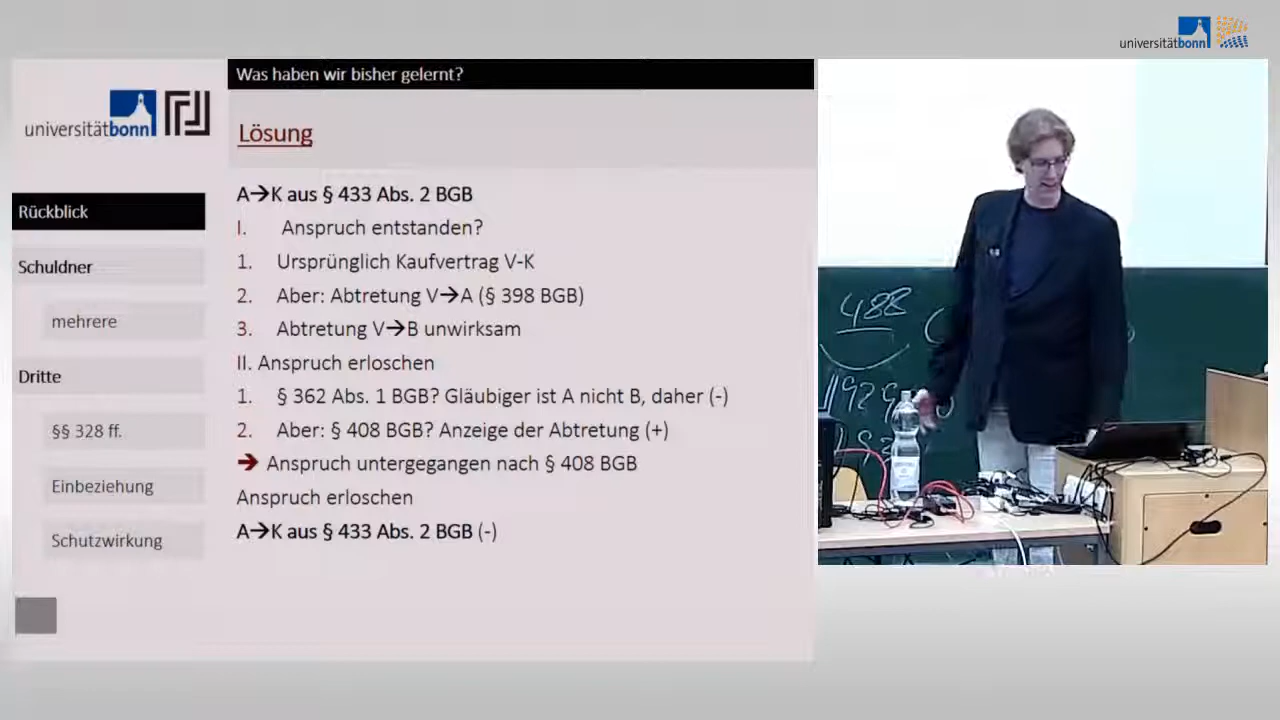 universitätbonn
Was haben wir bisher gelernt?
universitätbonn
Lösung
Rückblick
Schuldner
mehrere
Dritte
§§ 328 ff.
Einbeziehung
Schutzwirkung
A→K aus § 433 Abs. 2 BGB
I. Anspruch entstanden?
1. Ursprünglich Kaufvertrag V-K
2. Aber: Abtretung V→A (§ 398 BGB)
3. Abtretung V→B unwirksam
II. Anspruch erloschen
1. § 362 Abs. 1 BGB? Gläubiger ist A nicht B, daher (-)
2. Aber: § 408 BGB? Anzeige der Abtretung (+)
➔ Anspruch untergegangen nach § 408 BGB
Anspruch erloschen
A→K aus § 433 Abs. 2 BGB (-)
488